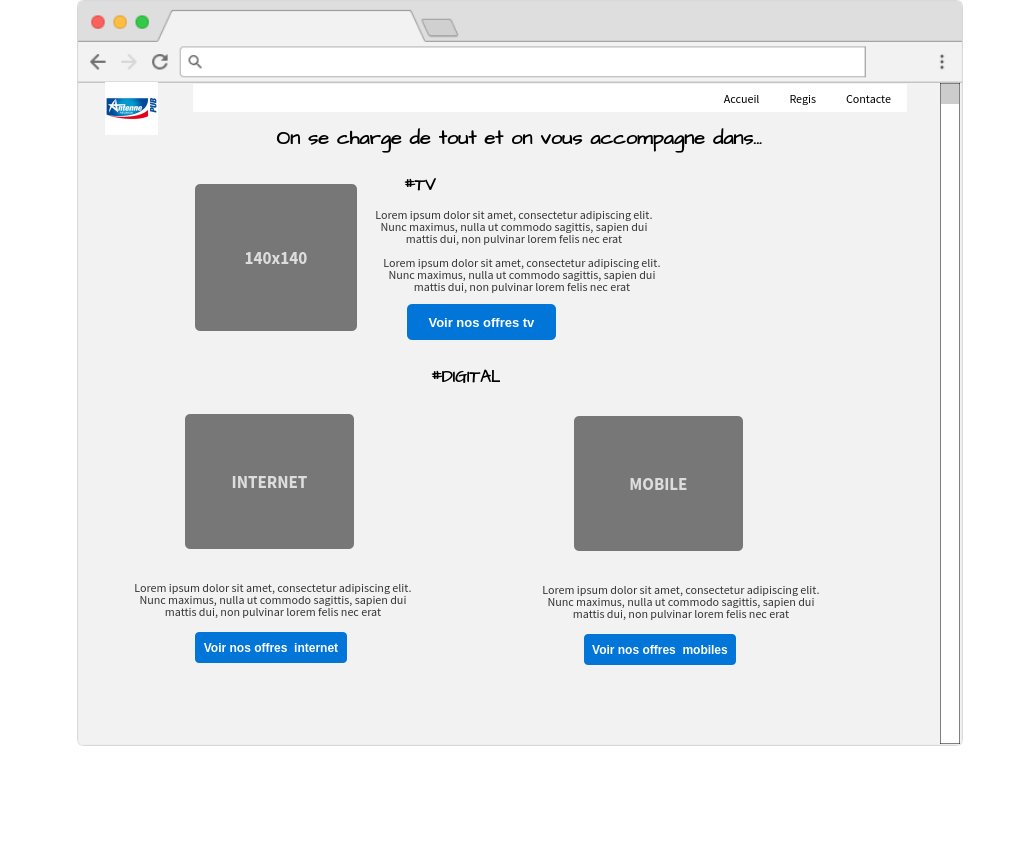 Antenne
PUB
Accueil Regis Contacte
On se charge de tout et on vous accompagne dans...
#TV
140x140
Lorem ipsum dolor sit amet, consectetur adipiscing elit.
Nunc maximus, nulla ut commodo sagittis, sapien dui
mattis dui, non pulvinar lorem felis nec erat
Lorem ipsum dolor sit amet, consectetur adipiscing elit.
Nunc maximus, nulla ut commodo sagittis, sapien dui
mattis dui, non pulvinar lorem felis nec erat
Voir nos offres tv
#DIGITAL
INTERNET
Lorem ipsum dolor sit amet, consectetur adipiscing elit.
Nunc maximus, nulla ut commodo sagittis, sapien dui
mattis dui, non pulvinar lorem felis nec erat
Voir nos offres  internet
MOBILE
Lorem ipsum dolor sit amet, consectetur adipiscing elit.
Nunc maximus, nulla ut commodo sagittis, sapien dui
mattis dui, non pulvinar lorem felis nec erat
Voir nos offres  mobiles